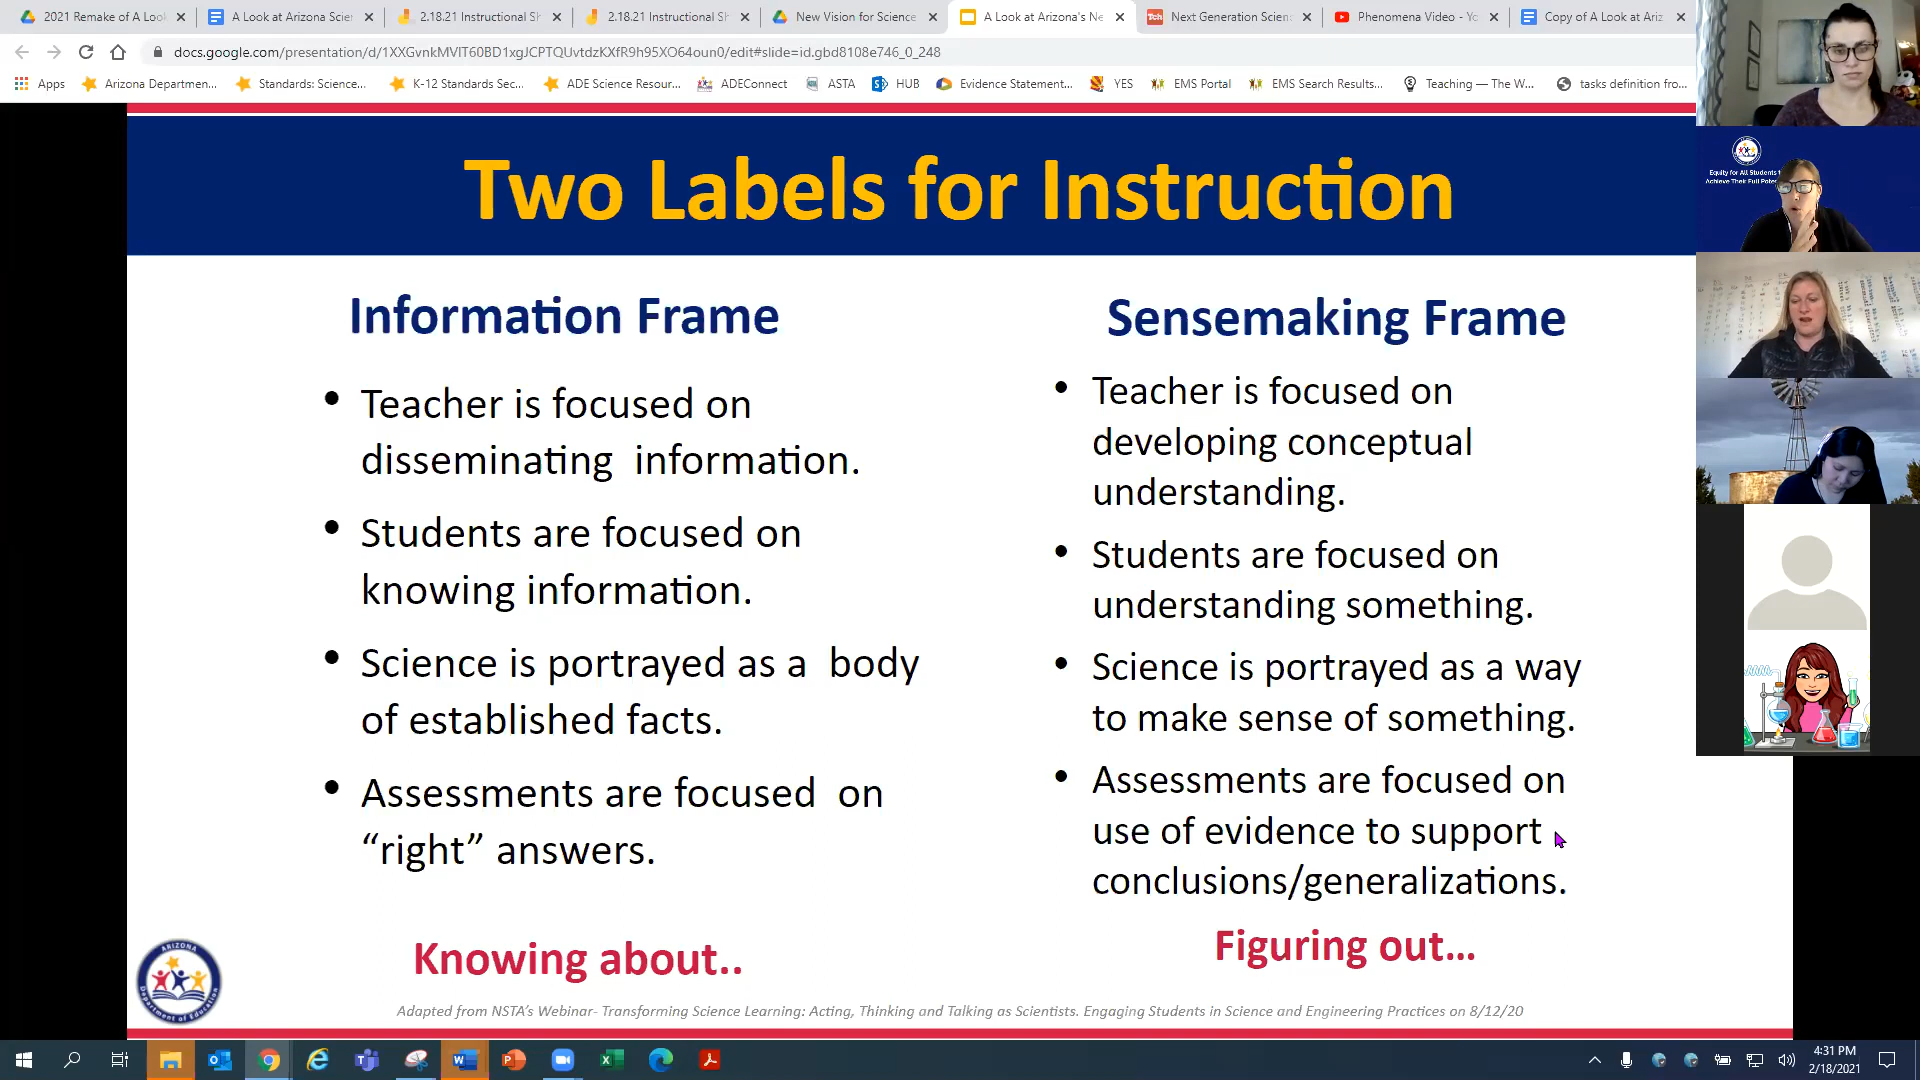 2021 Remake of A Look
A Look at Arizona Scien
2.18.21 Instructional Sh
2.18.21 Instructional Sh
New Vision for Science
A Look at Arizona's Ne
Tch
Next Generation Scienc
Phenomena Video - Yo
Copy of A Look at Ariz
docs.google.com/presentation/d/
Apps
Arizona Departmen...
Standards: Science...
K-12 Standards Sec...
ADE Science Resour...
ADEConnect
ASTA
HUB
Evidence Statement...
YES
EMS Portal
EMS Search Results...
Teaching — The W...
tasks definition fro...
Two Labels for Instruction
Information Frame
• Teacher is focused on
disseminating information.
• Students are focused on
knowing information.
• Science is portrayed as a body
of established facts.
• Assessments are focused on
“right” answers.
Knowing about..
Sensemaking Frame
• Teacher is focused on
developing conceptual
understanding.
• Students are focused on
understanding something.
• Science is portrayed as a way
to make sense of something.
• Assessments are focused on
use of evidence to support
conclusions/generalizations.
Figuring out...
ARIZONA
Department of Education
Adapted from NSTA’s Webinar- Transforming Science Learning: Acting, Thinking and Talking as Scientists. Engaging Students in Science and Engineering Practices on 8/12/20
Equity for All Students
Achieve Their Full Poten
4:31 PM
2/18/2021